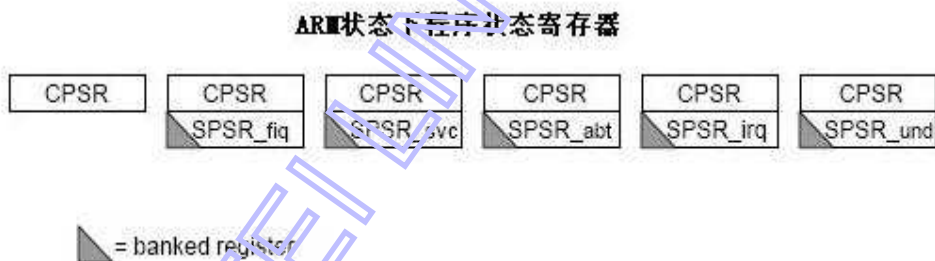 ARM状态下程序状态寄存器
CPSR CPSR CPSR CPSR CPSR CPSR
SPSR_fiq SPSR_svc SPSR_abt SPSR_irq SPSR_und
= banked register